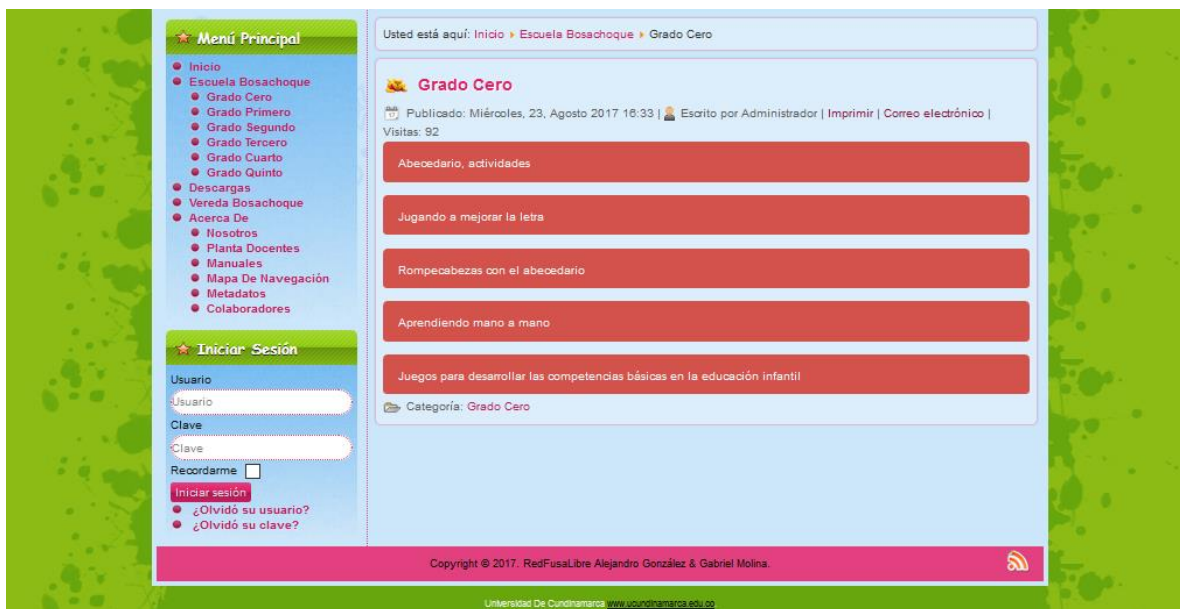 Menú Principal
Inicio
Escuela Bosachoque
Grado Cero
Grado Primero
Grado Segundo
Grado Tercero
Grado Cuarto
Grado Quinto
Descargas
Vereda Bosachoque
Acerca De
Nosotros
Planta Docentes
Manuales
Mapa De Navegación
Metadatos
Colaboradores
Iniciar Sesión
Usuario
Usuario
Clave
Clave
Recordarme
Iniciar sesión
¿Olvidó su usuario?
¿Olvidó su clave?
Usted está aquí: Inicio Escuela Bosachoque Grado Cero
Grado Cero
Publicado: Miércoles, 23, Agosto 2017 16:33 | Escrito por Administrador | Imprimir | Correo electrónico |
Visitas: 92
Abecedario, actividades
Jugando a mejorar la letra
Rompecabezas con el abecedario
Aprendiendo mano a mano
Juegos para desarrollar las competencias básicas en la educación infantil
Categoría: Grado Cero
Copyright © 2017. RedFusaLibre Alejandro González & Gabriel Molina.
Universidad De Cundinamarca www.ucundinamarca.edu.co